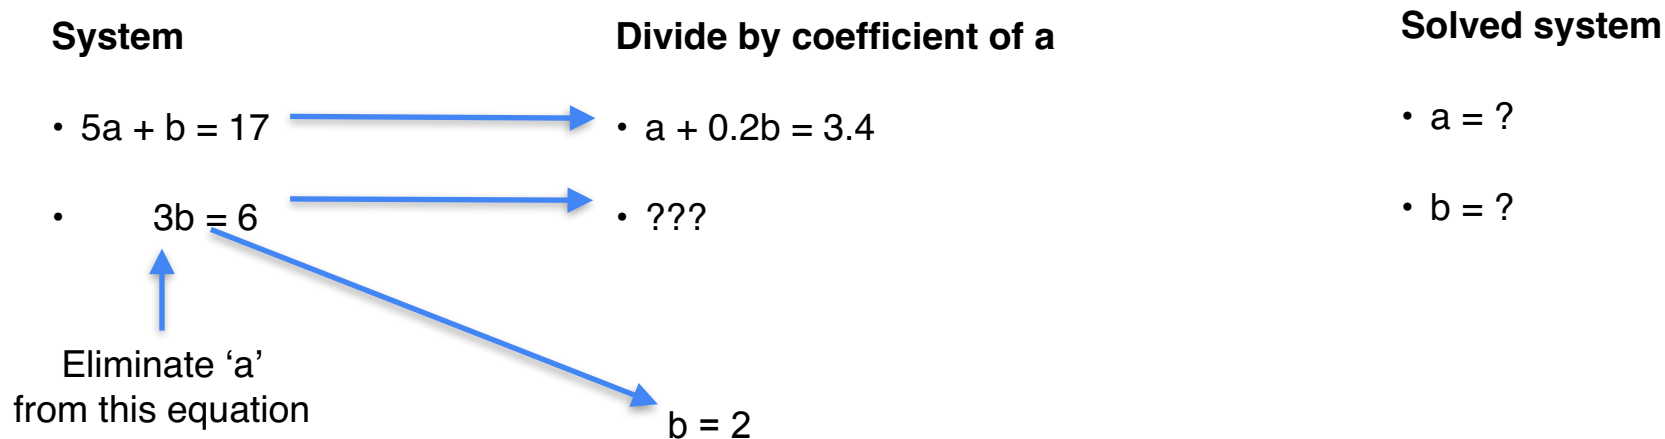 System
Divide by coefficient of a
Solved system
• 5a + b = 17
• a + 0.2b = 3.4
• a = ?
• 3b = 6
• ???
• b = ?
Eliminate ‘a’
from this equation
b = 2